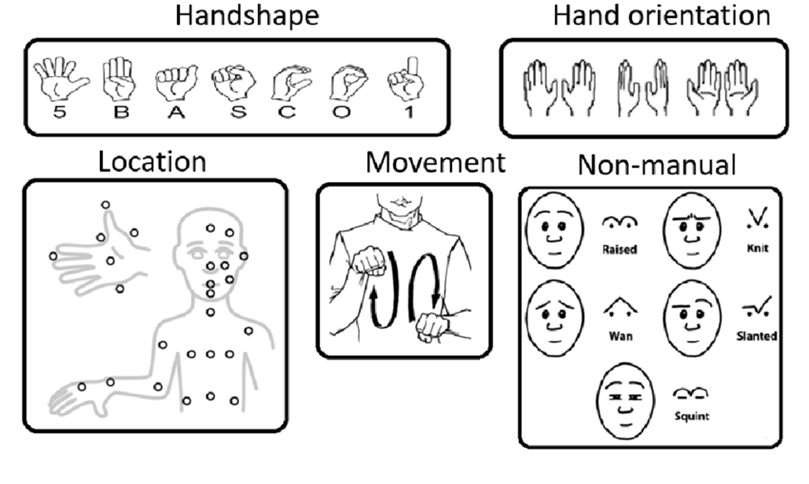 Handshape
Hand orientation
5 B A S C O 1
Location
Movement
Non-manual
Raised
Knit
Wan
Slanted
Squint